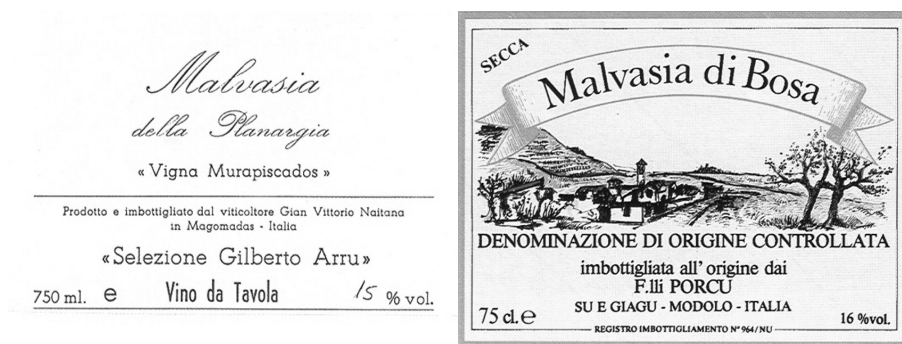 Malvasia
della Planargia
« Vigna Murapiscados »
Prodotto e imbottigliato dal viticoltore Gian Vittorio Naitana
in Magomadas - Italia
«Selezione Gilberto Arru»
750 ml. e Vino da Tavola 15 % vol.
SECCA
Malvasia di Bosa
DENOMINAZIONE DI ORIGINE CONTROLLATA
imbottigliata all' origine dai
F.lli PORCU
SU E GIAGU - MODOLO - ITALIA
75 cl. e 16 %vol.
REGISTRO IMBOTTIGLIAMENTO N° 964/NU